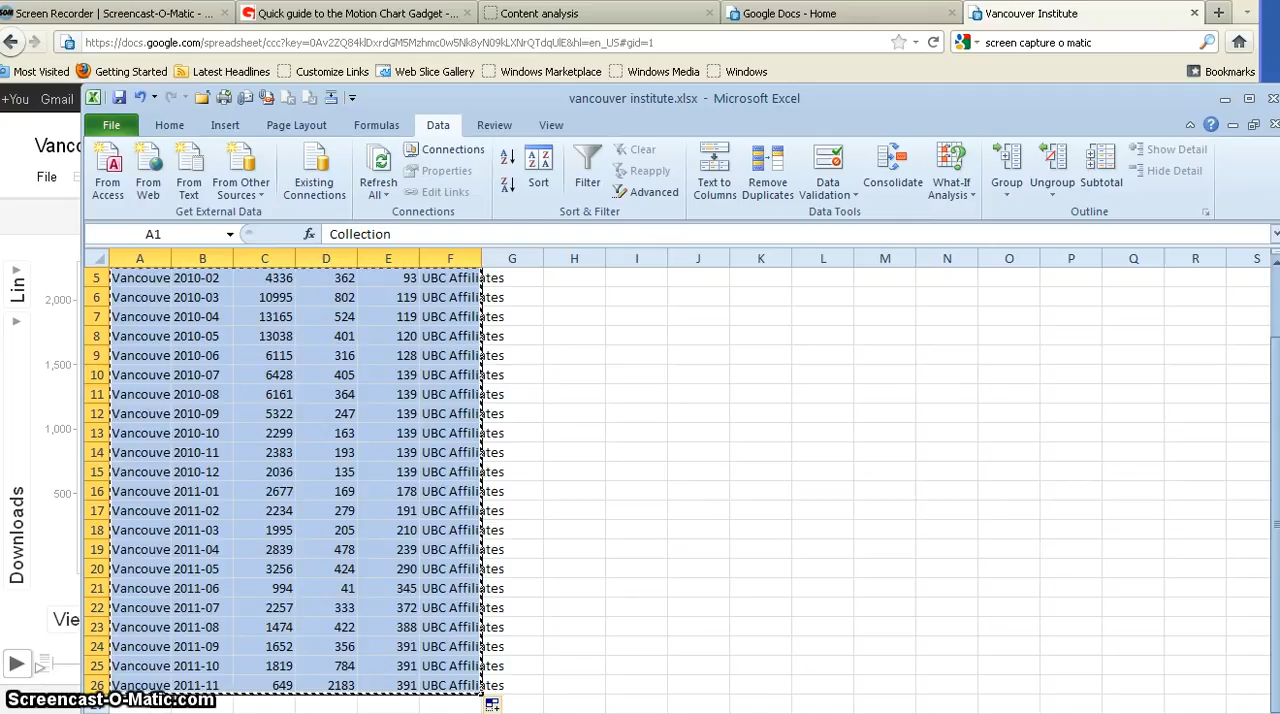 Screen Recorder | Screencast-O-Matic - ...
Quick guide to the Motion Chart Gadget - ...
Content analysis
Google Docs - Home
Vancouver Institute
https://docs.google.com/spreadsheet/ccc?key=0Av2ZQ84klDxrdGM5Mzhmc0w5Nk8yN09kLXNrQTdqUlE&hl=en_US#gid=1
screen capture o matic
Most Visited Getting Started Latest Headlines Customize Links Web Slice Gallery Windows Marketplace Windows Media Windows Bookmarks
+You Gmail
vancouver institute.xlsx - Microsoft Excel
File Home Insert Page Layout Formulas Data Review View
From Access
From Web
From Text
From Other Sources
Get External Data
Existing Connections
Refresh All
Connections
Properties
Edit Links
Connections
Sort
Filter
Clear
Reapply
Advanced
Sort & Filter
Text to Columns
Remove Duplicates
Data Validation
Consolidate
What-If Analysis
Data Tools
Group
Ungroup
Subtotal
Show Detail
Hide Detail
Outline
A1 fx Collection
A B C D E F G H I J K L M N O P Q R S
5 Vancouve 2010-02 4336 362 93 UBC Affiliates
6 Vancouve 2010-03 10995 802 119 UBC Affiliates
7 Vancouve 2010-04 13165 524 119 UBC Affiliates
8 Vancouve 2010-05 13038 401 120 UBC Affiliates
9 Vancouve 2010-06 6115 316 128 UBC Affiliates
10 Vancouve 2010-07 6428 405 139 UBC Affiliates
11 Vancouve 2010-08 6161 364 139 UBC Affiliates
12 Vancouve 2010-09 5322 247 139 UBC Affiliates
13 Vancouve 2010-10 2299 163 139 UBC Affiliates
14 Vancouve 2010-11 2383 193 139 UBC Affiliates
15 Vancouve 2010-12 2036 135 139 UBC Affiliates
16 Vancouve 2011-01 2677 169 178 UBC Affiliates
17 Vancouve 2011-02 2234 279 191 UBC Affiliates
18 Vancouve 2011-03 1995 205 210 UBC Affiliates
19 Vancouve 2011-04 2839 478 239 UBC Affiliates
20 Vancouve 2011-05 3256 424 290 UBC Affiliates
21 Vancouve 2011-06 994 41 345 UBC Affiliates
22 Vancouve 2011-07 2257 333 372 UBC Affiliates
23 Vancouve 2011-08 1474 422 388 UBC Affiliates
24 Vancouve 2011-09 1652 356 391 UBC Affiliates
25 Vancouve 2011-10 1819 784 391 UBC Affiliates
26 Vancouve 2011-11 649 2183 391 UBC Affiliates
Vanco
File
Lin
2,000
1,500
1,000
500
Downloads
Vie
Screencast-O-Matic.com